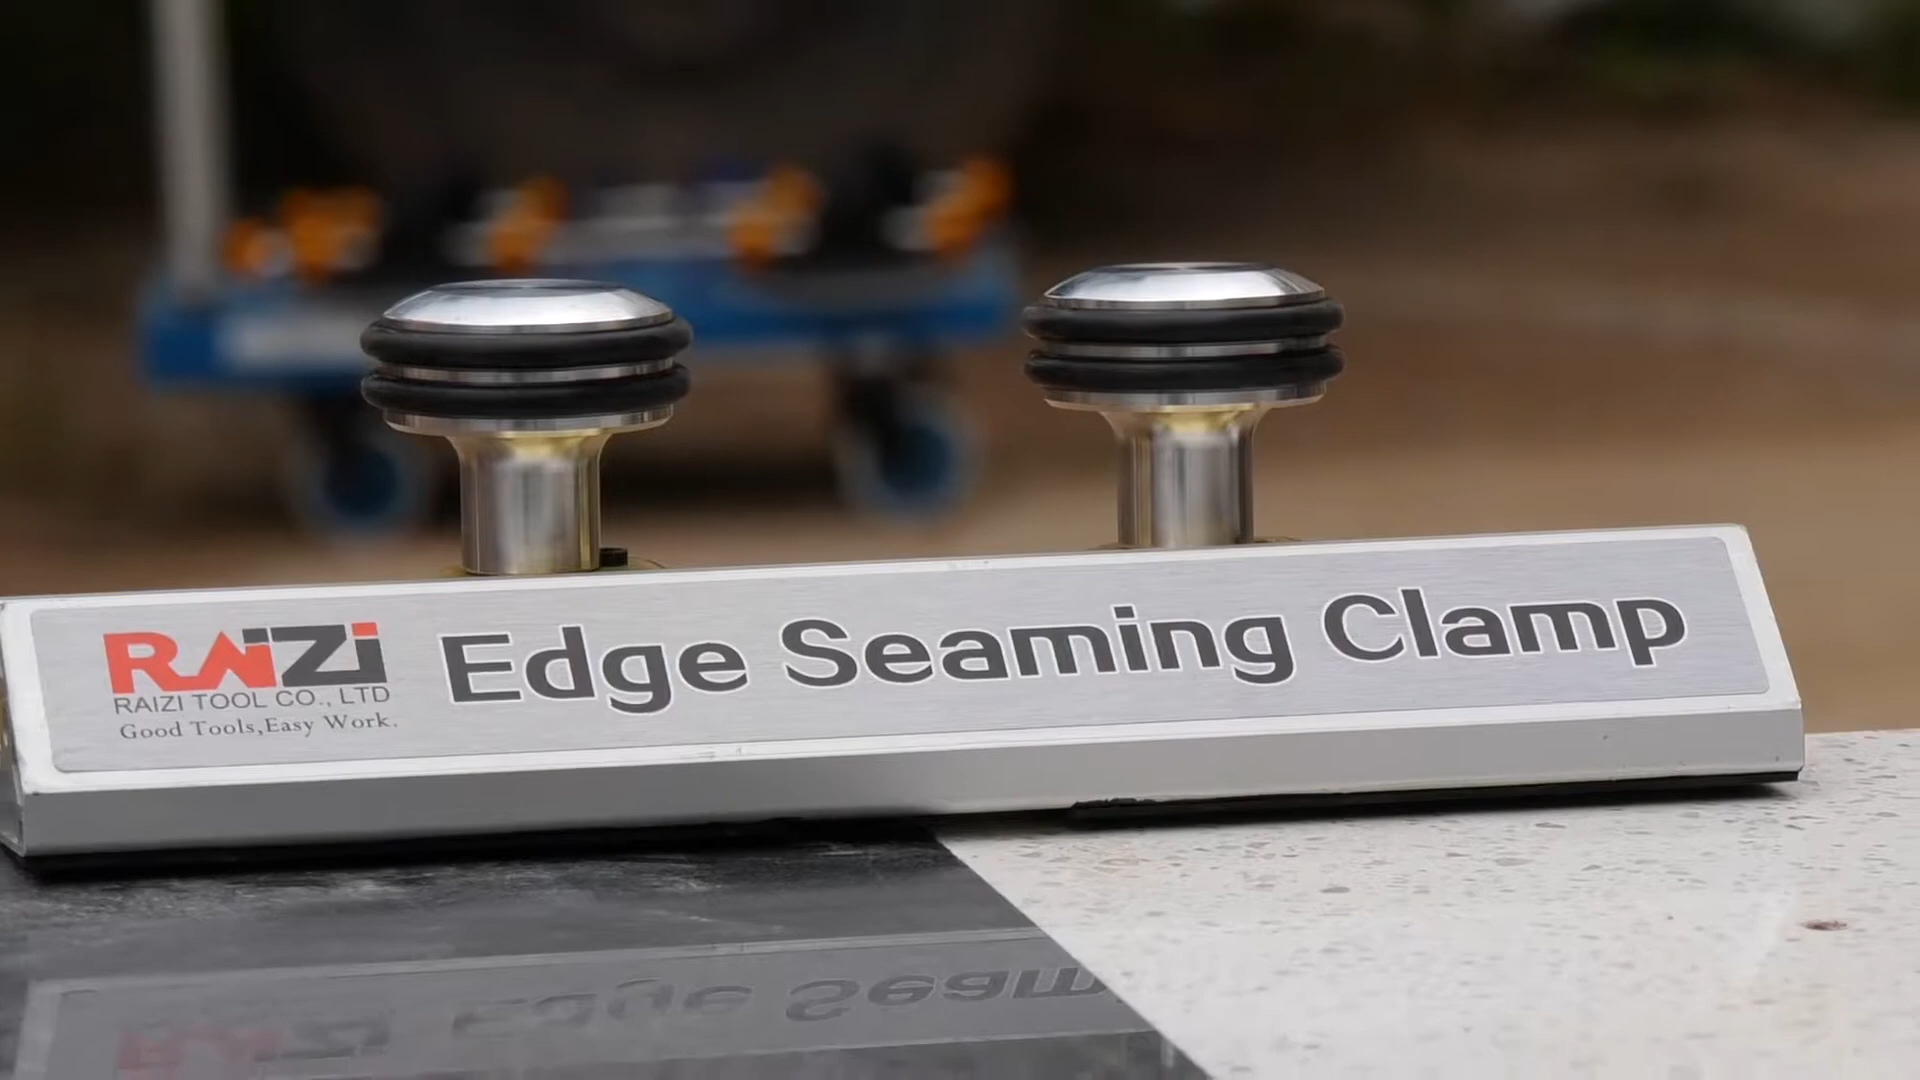 RAIZI
RAIZI TOOL CO., LTD
Good Tools,Easy Work.
Edge Seaming Clamp